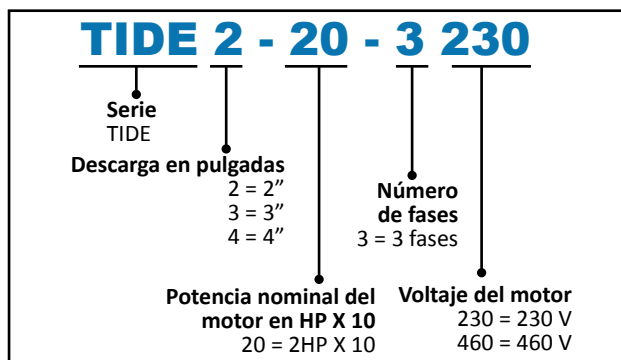 TIDE 2 - 20 - 3 230
Serie
TIDE
Descarga en pulgadas
2 = 2”
3 = 3”
4 = 4”
Número
de fases
3 = 3 fases
Potencia nominal del
motor en HP X 10
20 = 2HP X 10
Voltaje del motor
230 = 230 V
460 = 460 V